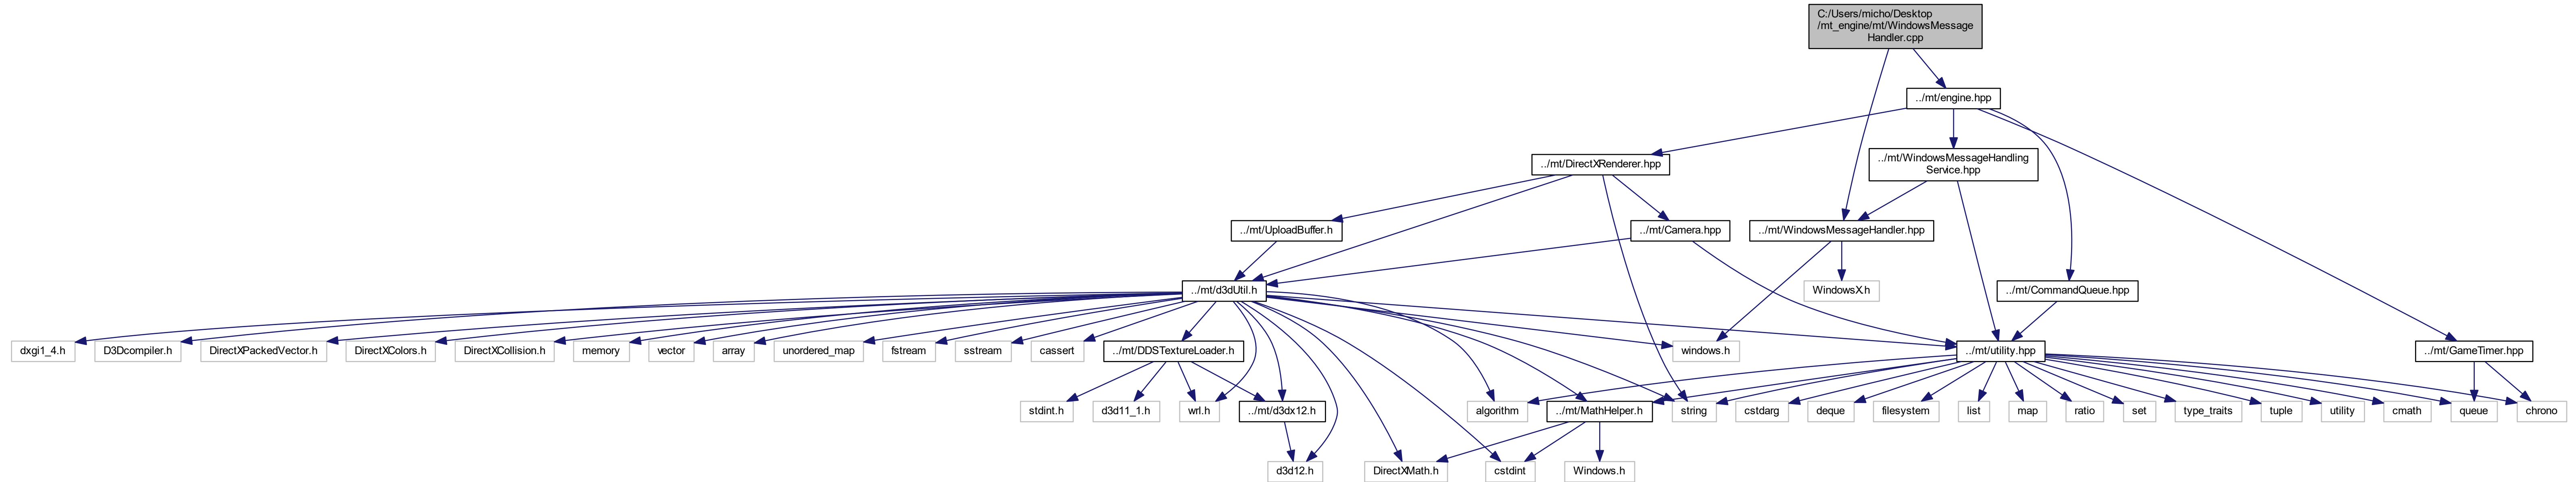 C:/Users/micho/Desktop
/mt_engine/mt/WindowsMessage
Handler.cpp
../mt/engine.hpp
../mt/DirectXRenderer.hpp
../mt/WindowsMessageHandling
Service.hpp
../mt/UploadBuffer.h
../mt/Camera.hpp
../mt/WindowsMessageHandler.hpp
../mt/d3dUtil.h
WindowsX.h
../mt/CommandQueue.hpp
dxgi1_4.h
D3Dcompiler.h
DirectXPackedVector.h
DirectXColors.h
DirectXCollision.h
memory
vector
array
unordered_map
fstream
sstream
cassert
../mt/DDSTextureLoader.h
windows.h
../mt/utility.hpp
../mt/GameTimer.hpp
stdint.h
d3d11_1.h
wrl.h
../mt/d3dx12.h
algorithm
../mt/MathHelper.h
string
cstdarg
deque
filesystem
list
map
ratio
set
type_traits
tuple
utility
cmath
queue
chrono
d3d12.h
DirectXMath.h
cstdint
Windows.h